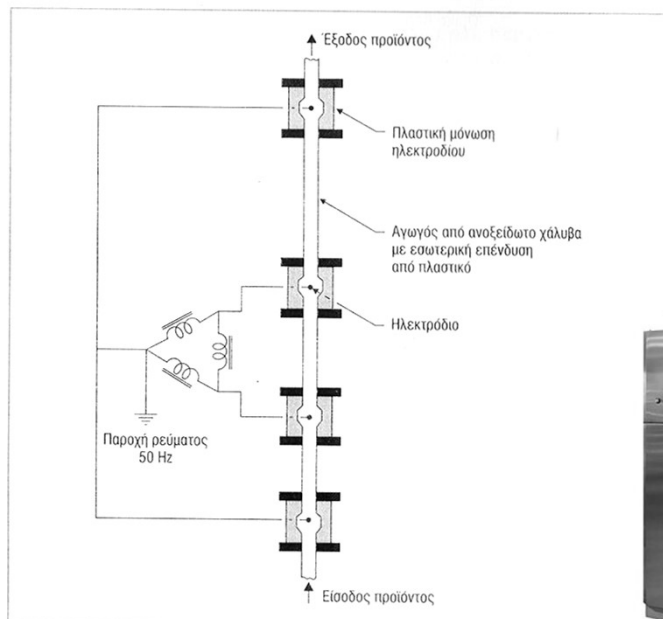 Έξοδος προϊόντος
Πλαστική μόνωση
ηλεκτροδίου
Αγωγός από ανοξείδωτο χάλυβα
με εσωτερική επένδυση
από πλαστικό
Ηλεκτρόδιο
Παροχή ρεύματος
50 Hz
Είσοδος προϊόντος